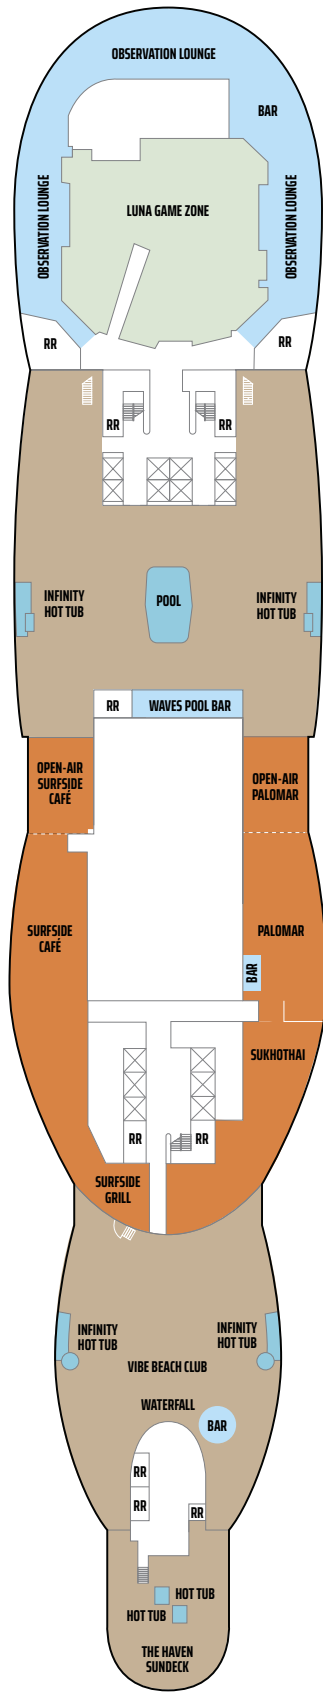 OBSERVATION LOUNGE
BAR
OBSERVATION LOUNGE
LUNA GAME ZONE
OBSERVATION LOUNGE
RR
RR
RR
RR
INFINITY
HOT TUB
POOL
INFINITY
HOT TUB
RR
WAVES POOL BAR
OPEN-AIR
SURFSIDE
CAFÉ
OPEN-AIR
PALOMAR
SURFSIDE
CAFÉ
PALOMAR
BAR
SUKHOTHAI
RR
RR
SURFSIDE
GRILL
INFINITY
HOT TUB
INFINITY
HOT TUB
VIBE BEACH CLUB
WATERFALL
BAR
RR
RR
RR
HOT TUB
HOT TUB
THE HAVEN
SUNDECK